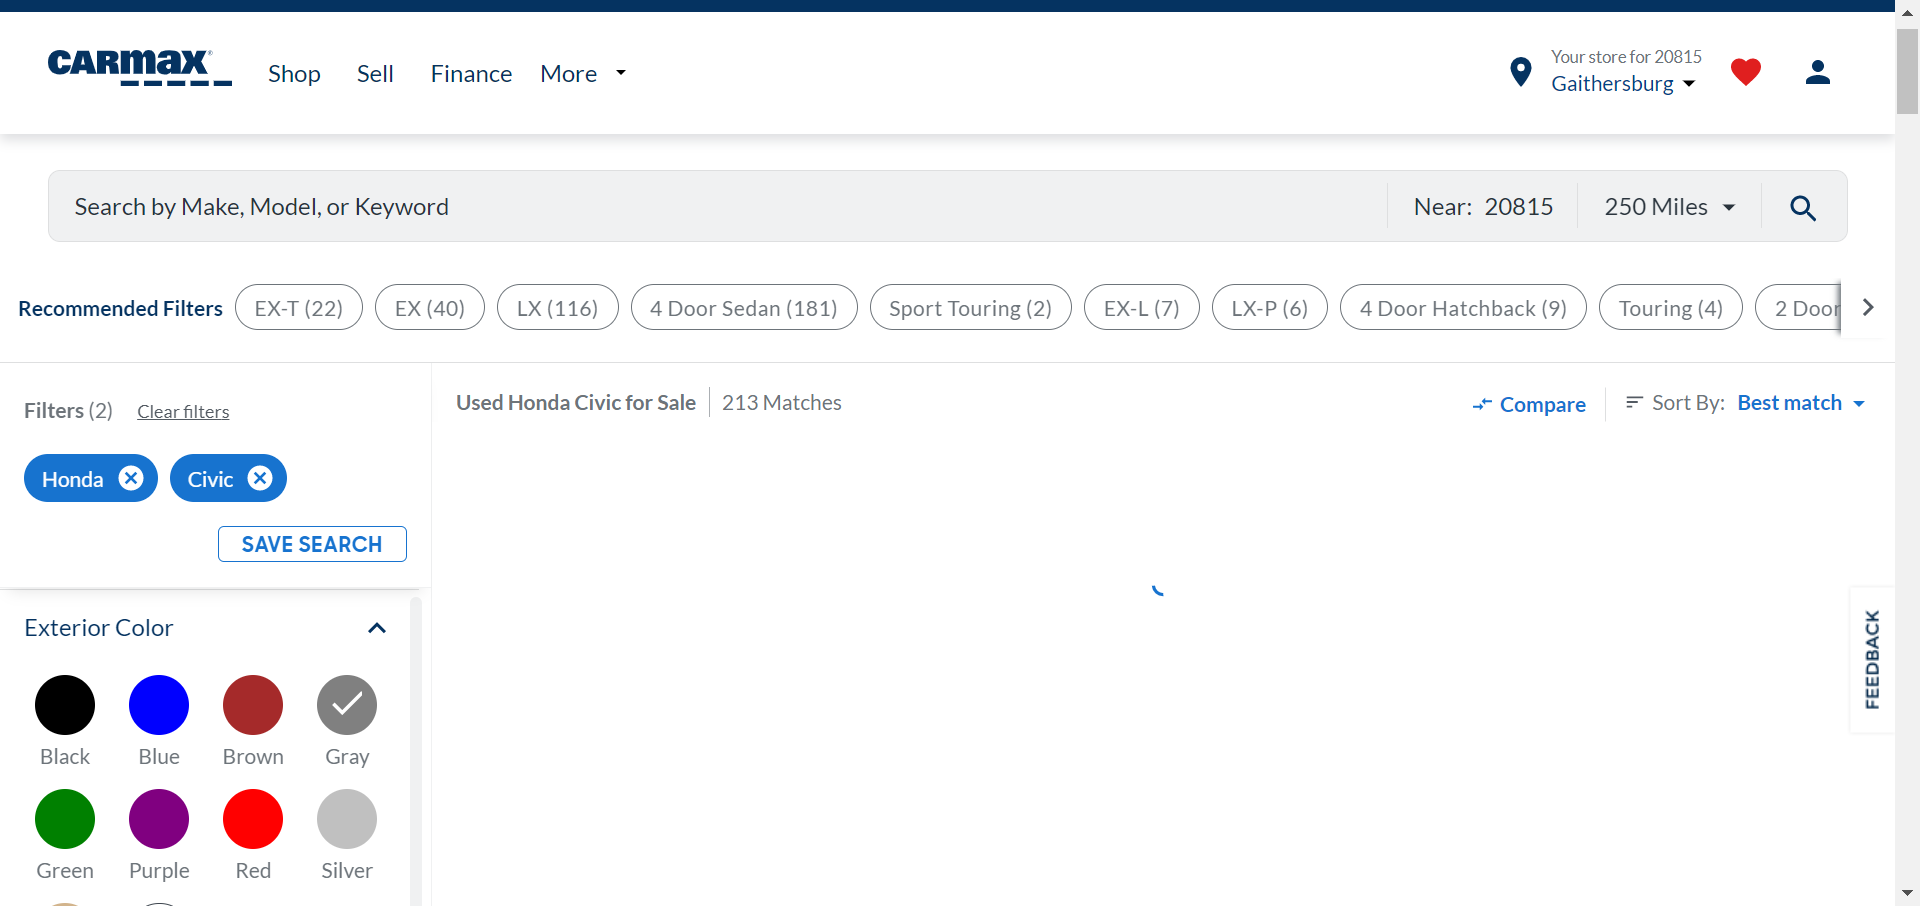 CARMAX
Shop
Sell
Finance
More
Your store for 20815
Gaithersburg
Search by Make, Model, or Keyword
Near: 20815
250 Miles
Recommended Filters
EX-T (22)
EX (40)
LX (116)
4 Door Sedan (181)
Sport Touring (2)
EX-L (7)
LX-P (6)
4 Door Hatchback (9)
Touring (4)
2 Door
Filters (2)
Clear filters
Used Honda Civic for Sale
213 Matches
Compare
Sort By: Best match
Honda
Civic
SAVE SEARCH
Exterior Color
Black
Blue
Brown
Gray
Green
Purple
Red
Silver
FEEDBACK